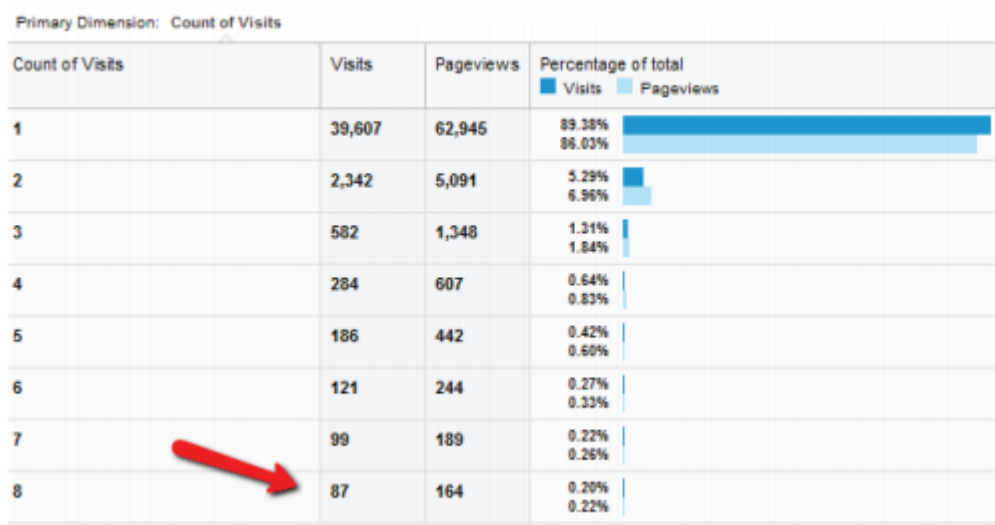 Primary Dimension: Count of Visits
Count of Visits Visits Pageviews Percentage of total
Visits Pageviews
1 39,607 62,945 89.38%
86.03%
2 2,342 5,091 5.29%
6.96%
3 582 1,348 1.31%
1.84%
4 284 607 0.64%
0.83%
5 186 442 0.42%
0.60%
6 121 244 0.27%
0.33%
7 99 189 0.22%
0.26%
8 87 164 0.20%
0.22%